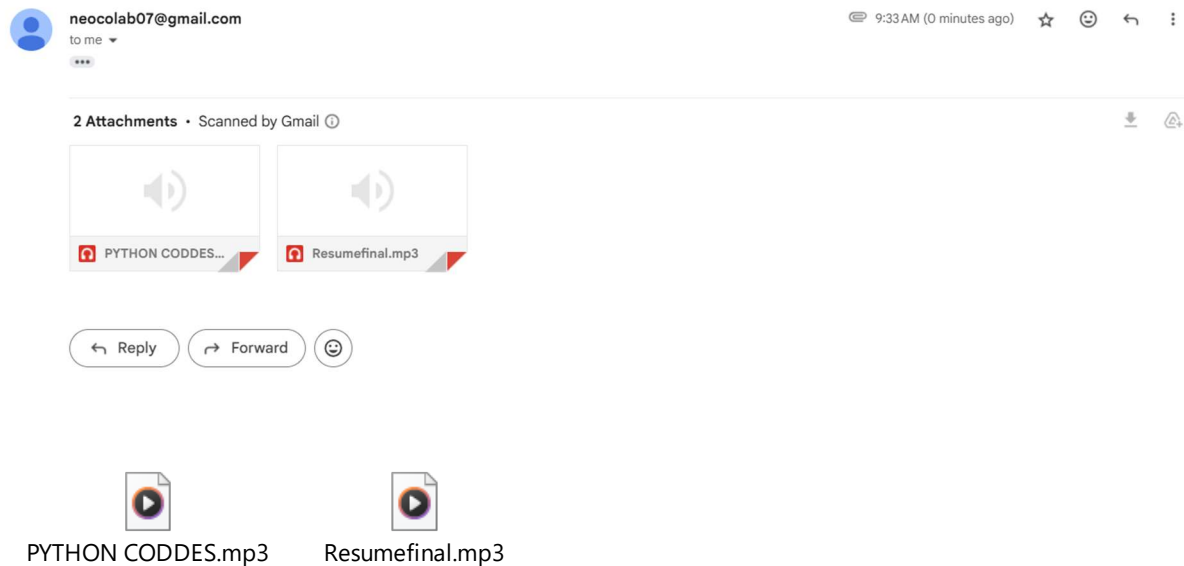 neocolab07@gmail.com
9:33 AM (0 minutes ago)
to me
2 Attachments • Scanned by Gmail
PYTHON CODDES...
Resumefinal.mp3
Reply
Forward
PYTHON CODDES.mp3
Resumefinal.mp3